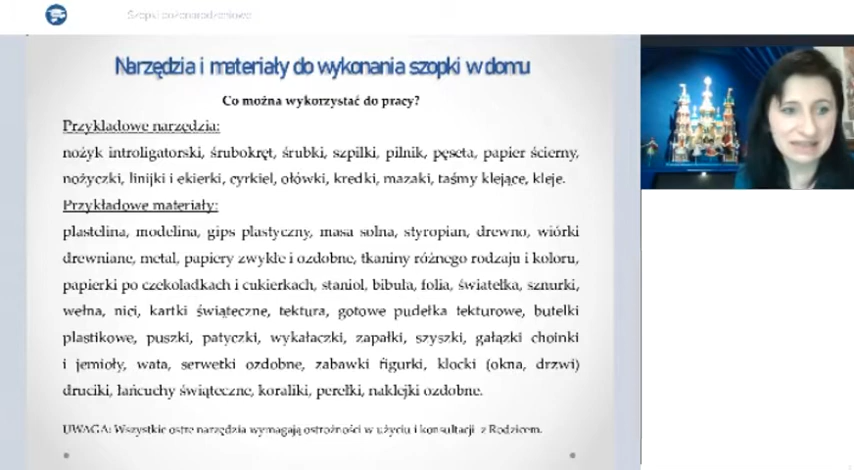 Szopki bożonarodzeniowe
Narzędzia i materiały do wykonania szopki w domu
Co można wykorzystać do pracy?
Przykładowe narzędzia:
nożyk introligatorski, śrubokręt, śrubki, szpilki, pilnik, pęseta, papier ścierny,
nożyczki, linijki i ekierki, cyrkiel, ołówki, kredki, mazaki, taśmy klejące, kleje.
Przykładowe materiały:
plastelina, modelina, gips plastyczny, masa solna, styropian, drewno, wiórki
drewniane, metal, papiery zwykłe i ozdobne, tkaniny różnego rodzaju i koloru,
papierki po czekoladkach i cukierkach, staniol, bibuła, folia, światełka, sznurki,
wełna, nici, kartki świąteczne, tektura, gotowe pudełka tekturowe, butelki
plastikowe, puszki, patyczki, wykałaczki, zapałki, szyszki, gałązki choinki
i jemioły, wata, serwetki ozdobne, zabawki figurki, klocki (okna, drzwi)
druciki, łańcuchy świąteczne, koraliki, perełki, naklejki ozdobne.
UWAGA: Wszystkie ostre narzędzia wymagają ostrożności w użyciu i konsultacji z Rodzicem.